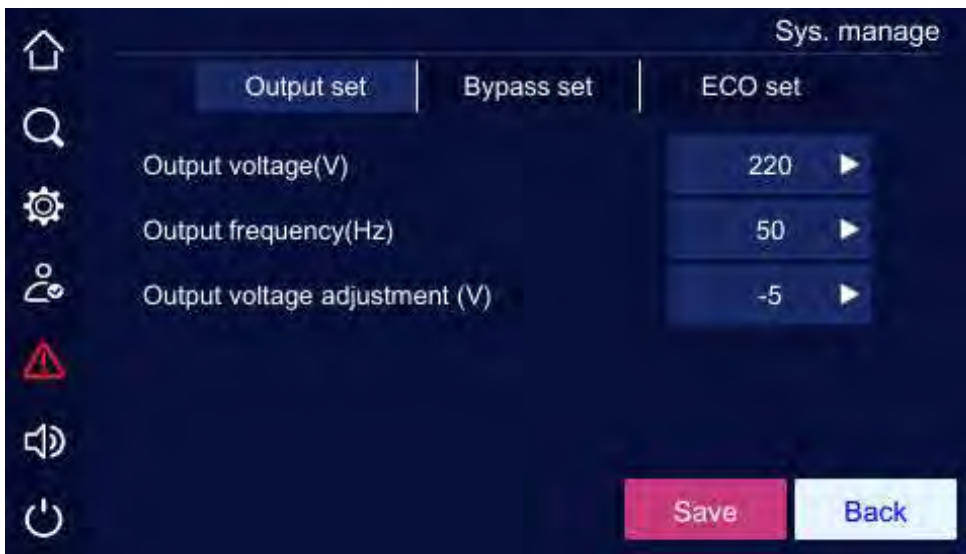 Sys. manage
Output set Bypass set ECO set
Output voltage(V) 220
Output frequency(Hz) 50
Output voltage adjustment (V) -5
Save Back